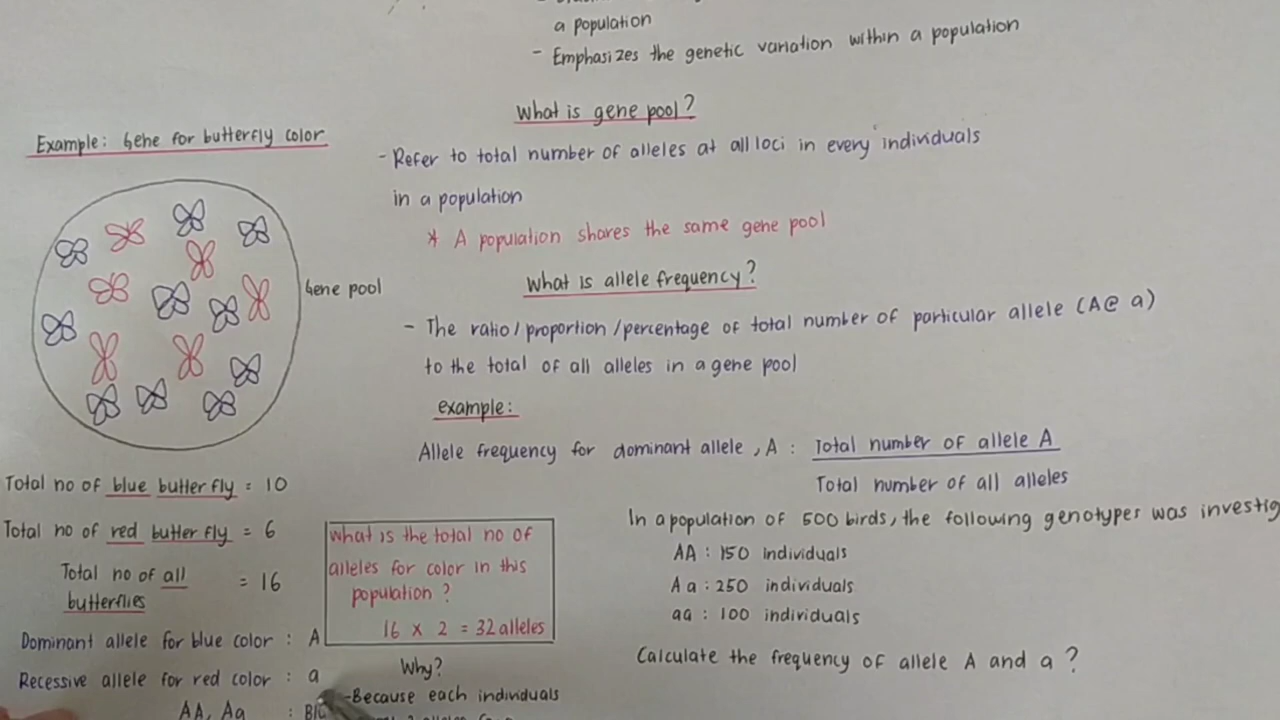 a population
- Emphasizes the genetic variation within a population
What is gene pool?
- Refer to total number of alleles at all loci in every individuals
in a population
* A population shares the same gene pool
What is allele frequency?
- The ratio/proportion/percentage of total number of particular allele (A@ a)
to the total of all alleles in a gene pool
example:
Allele frequency for dominant allele, A : Total number of allele A
Total number of all alleles
In a population of 500 birds, the following genotypes was investig
AA : 150 individuals
Aa : 250 individuals
aa : 100 individuals
Calculate the frequency of allele A and a?
Example: Gene for butterfly color
Gene pool
Total no of blue butterfly = 10
Total no of red butterfly = 6
Total no of all = 16
butterflies
Dominant allele for blue color : A
Recessive allele for red color : a
AA, Aa :
What is the total no of
alleles for color in this
population?
16 x 2 = 32 alleles
Why?
-Because each individuals